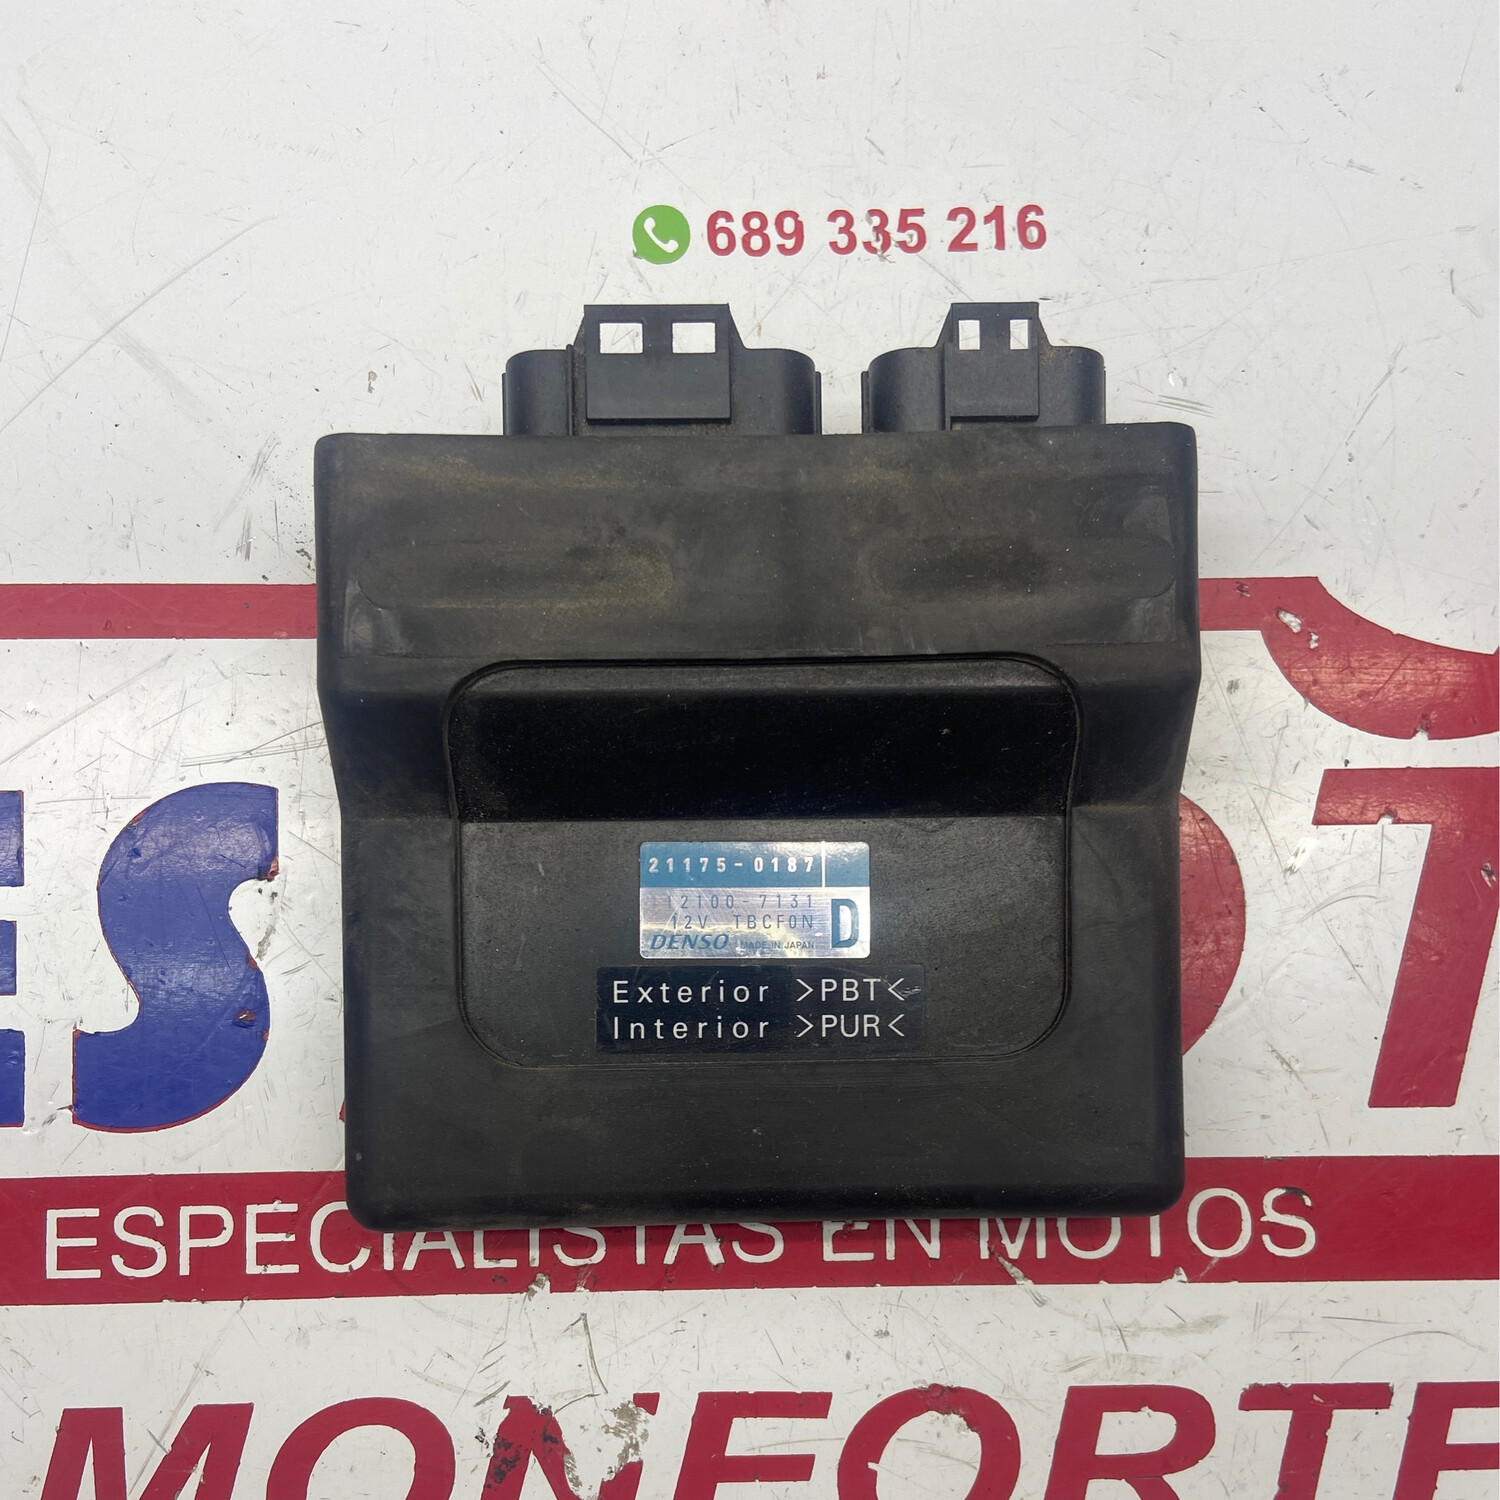 689 335 216
21175-0187
112100-7131
12V TBCF0N
D
DENSO MADE IN JAPAN
Exterior >PBT<
Interior >PUR<
ES
ESPECIALISTAS EN MOTOS
MONFORTE